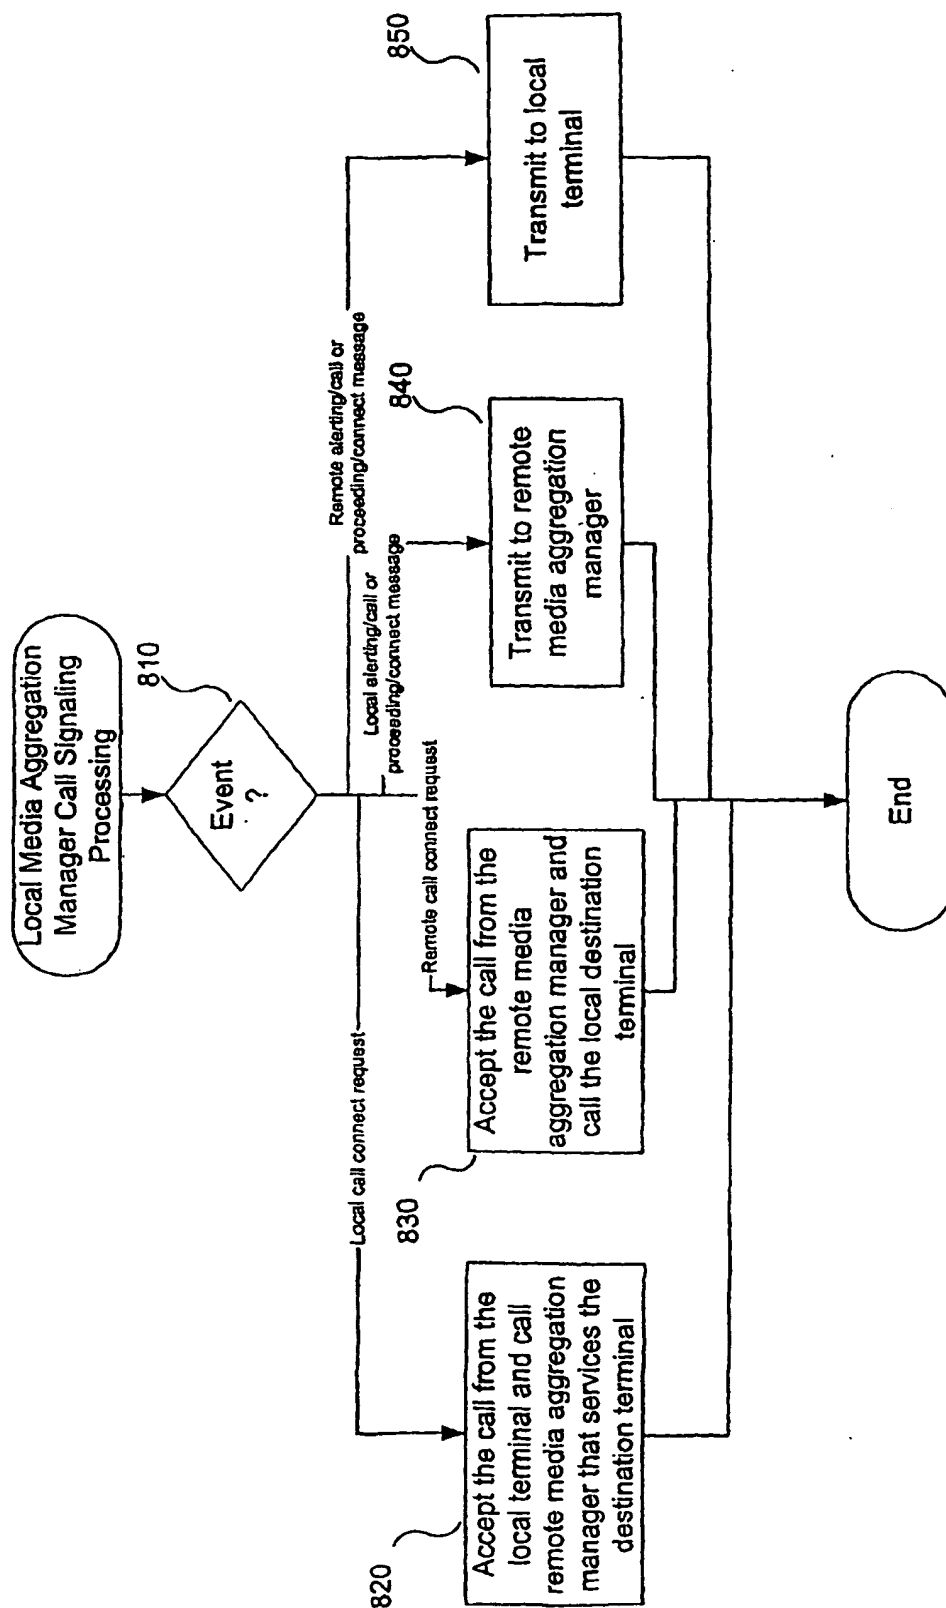 Local Media Aggregation
Manager Call Signaling
Processing
810
Event
?
Local call connect request
Remote call connect request
Local alerting/call or
proceeding/connect message
Remote alerting/call or
proceeding/connect message
820
Accept the call from the
local terminal and call
remote media aggregation
manager that services the
destination terminal
830
Accept the call from the
remote media
aggregation manager and
call the local destination
terminal
840
Transmit to remote
media aggregation
manager
850
Transmit to local
terminal
End